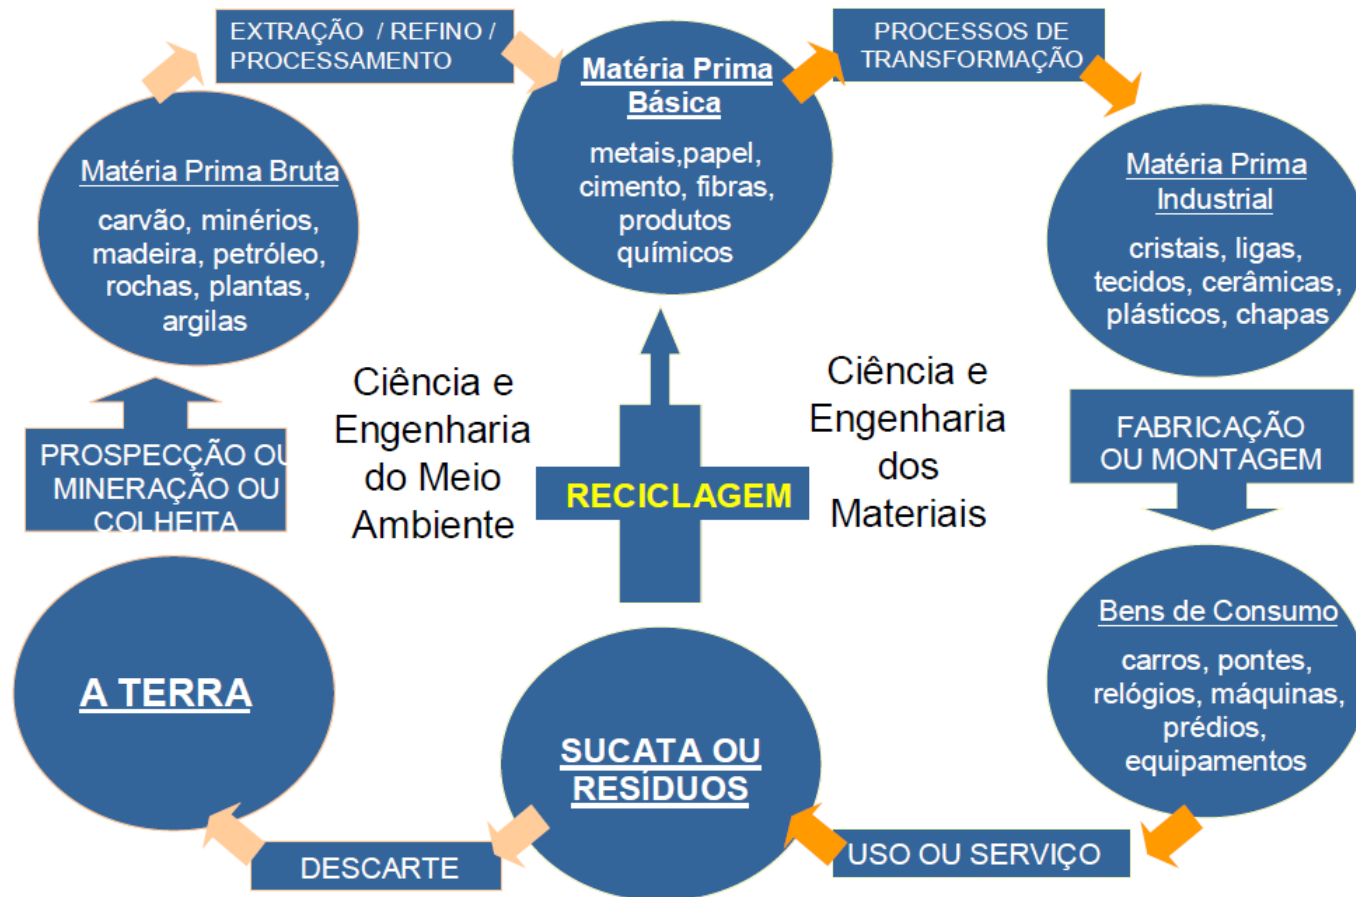 EXTRAÇÃO / REFINO /
PROCESSAMENTO
Matéria Prima
Básica
metais,papel,
cimento, fibras,
produtos
químicos
PROCESSOS DE
TRANSFORMAÇÃO
Matéria Prima Bruta
carvão, minérios,
madeira, petróleo,
rochas, plantas,
argilas
Matéria Prima
Industrial
cristais, ligas,
tecidos, cerâmicas,
plásticos, chapas
Ciência e
Engenharia
do Meio
Ambiente
Ciência e
Engenharia
dos
Materiais
PROSPECÇÃO OU
MINERAÇÃO OU
COLHEITA
RECICLAGEM
FABRICAÇÃO
OU MONTAGEM
A TERRA
SUCATA OU
RESÍDUOS
Bens de Consumo
carros, pontes,
relógios, máquinas,
prédios,
equipamentos
DESCARTE
USO OU SERVIÇO